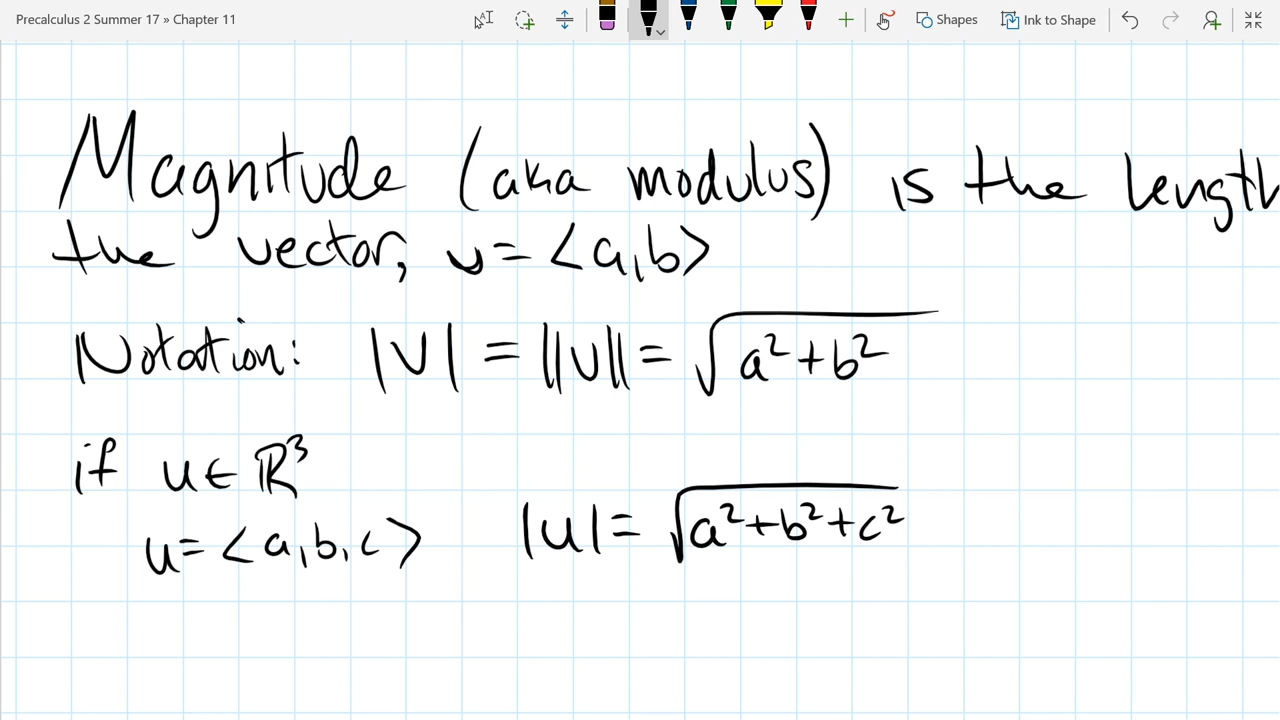 Precalculus 2 Summer 17 » Chapter 11
Shapes
Ink to Shape
Magnitude (aka modulus) is the length
the vector, v = <a,b>
Notation: |v| = ||v|| = √a²+b²
if u ∈ ℝ³
u = <a,b,c> |u| = √a²+b²+c²